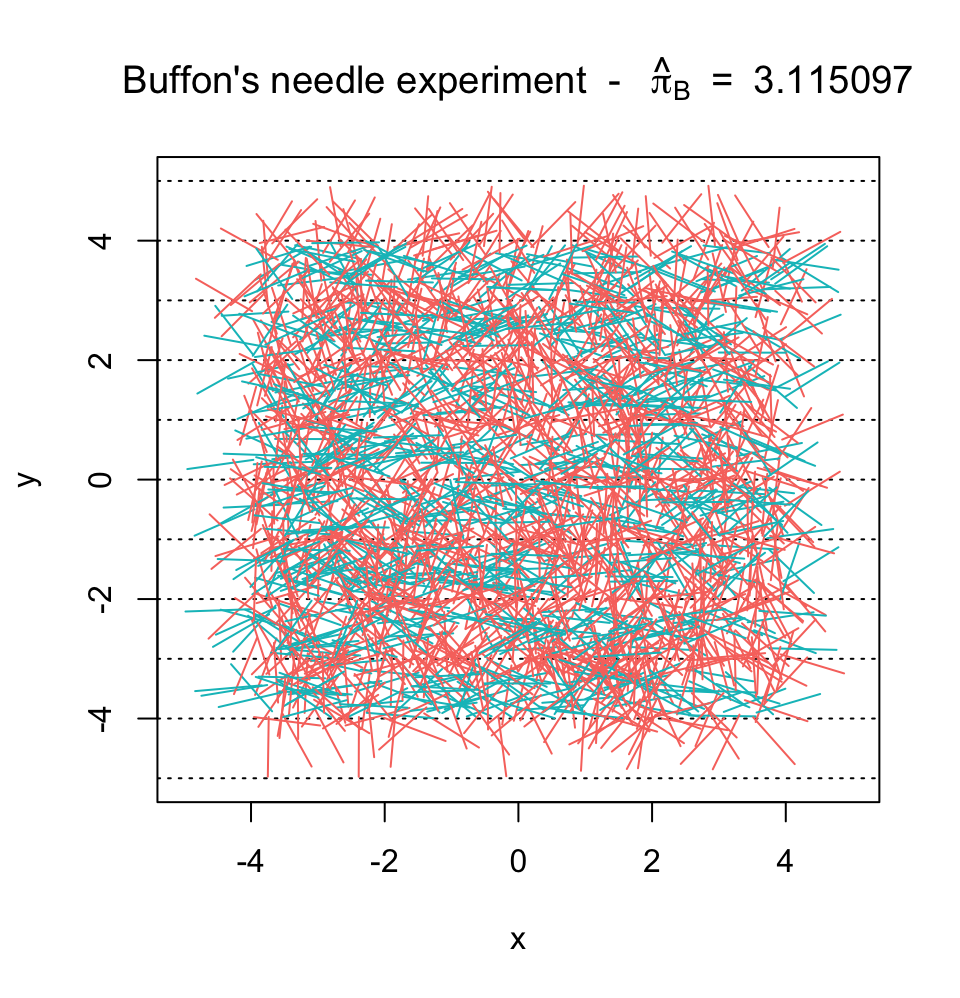 Buffon's needle experiment - π̂B = 3.115097
4
2
0
-2
-4
y
-4 -2 0 2 4
x